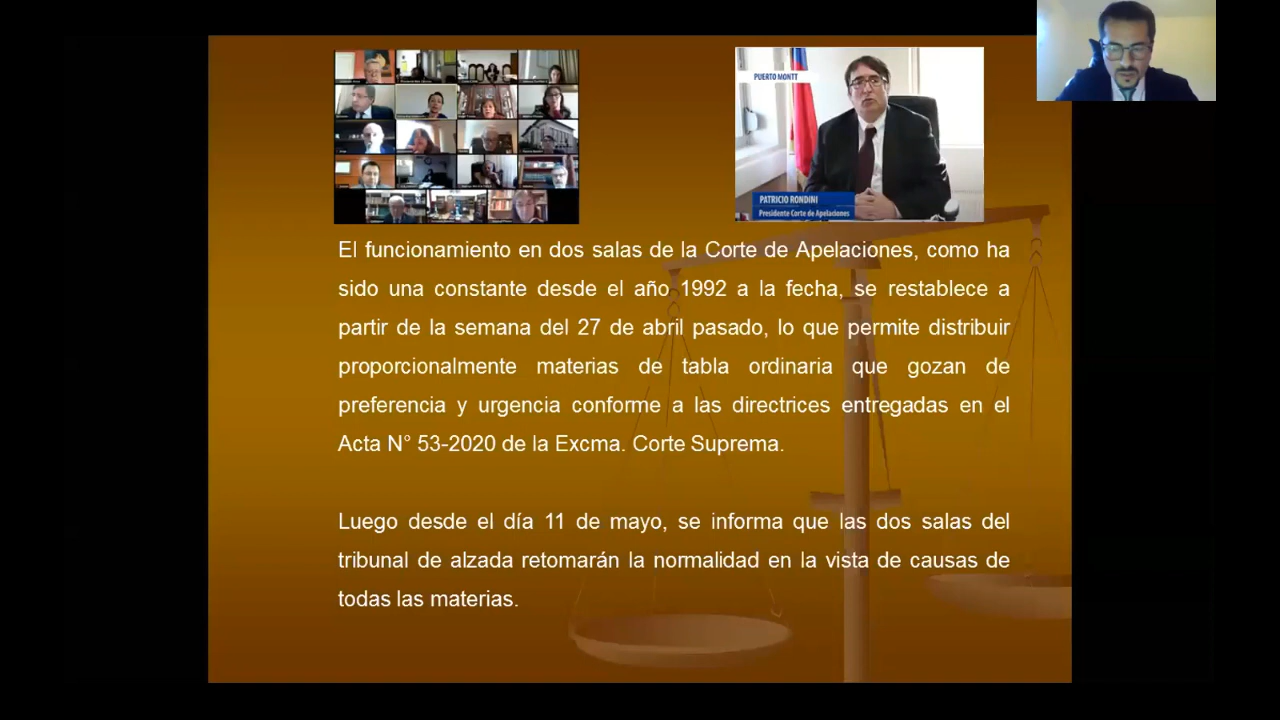 PUERTO MONTT
PATRICIO RONDINI
Presidente Corte de Apelaciones
El funcionamiento en dos salas de la Corte de Apelaciones, como ha
sido una constante desde el año 1992 a la fecha, se restablece a
partir de la semana del 27 de abril pasado, lo que permite distribuir
proporcionalmente materias de tabla ordinaria que gozan de
preferencia y urgencia conforme a las directrices entregadas en el
Acta N° 53-2020 de la Excma. Corte Suprema.
Luego desde el día 11 de mayo, se informa que las dos salas del
tribunal de alzada retomarán la normalidad en la vista de causas de
todas las materias.